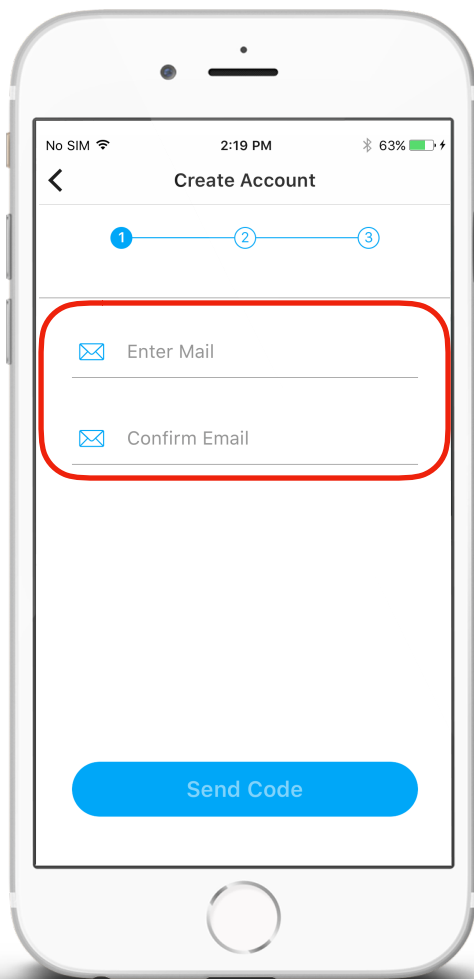 No SIM 2:19 PM 63%
Create Account
1 2 3
Enter Mail
Confirm Email
Send Code